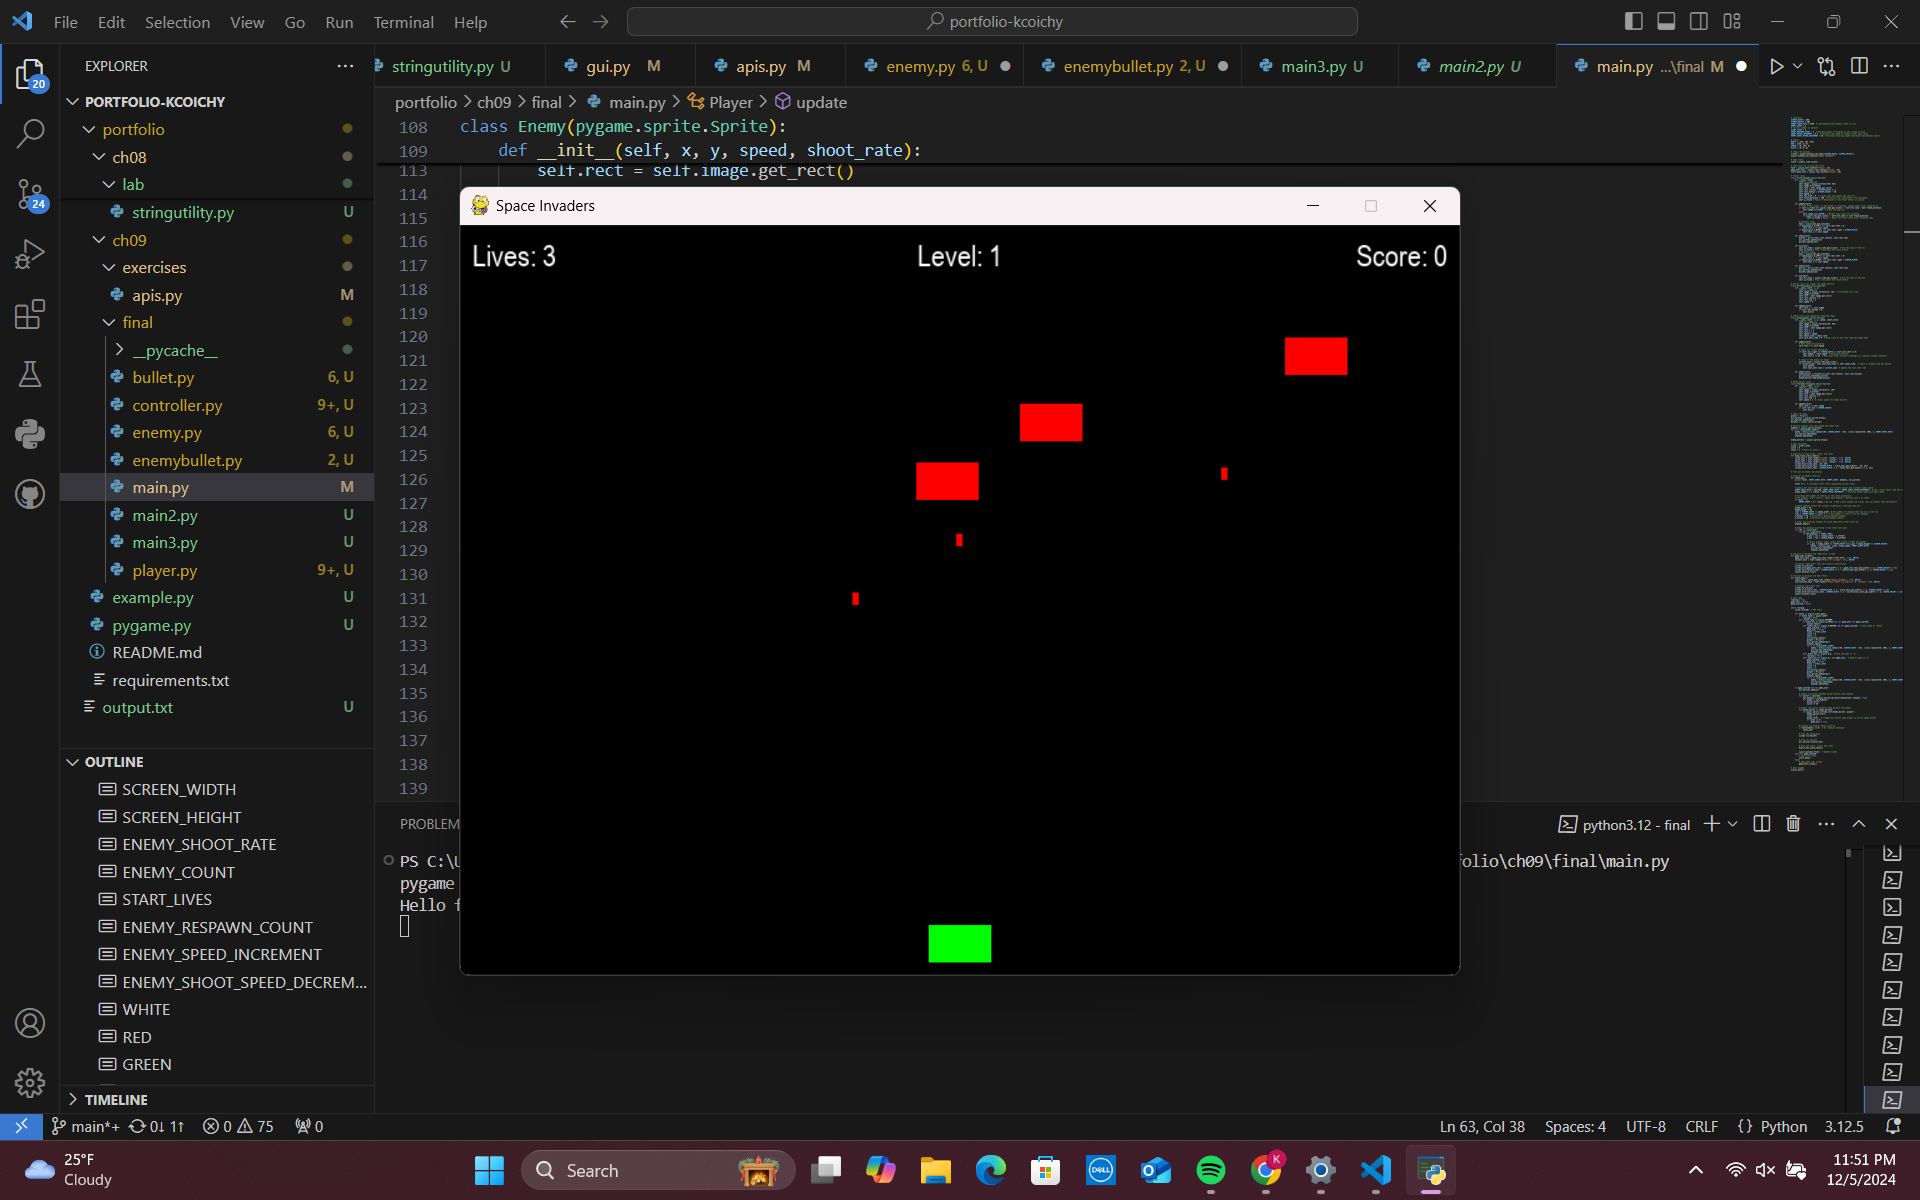 File Edit Selection View Go Run Terminal Help
portfolio-kcoichy
EXPLORER
stringutility.py U
gui.py M
apis.py M
enemy.py 6, U
enemybullet.py 2, U
main3.py U
main2.py U
main.py ...\final M
portfolio > ch09 > final > main.py > Player > update
20
24
PORTFOLIO-KCOICHY
portfolio
ch08
lab
stringutility.py U
ch09
exercises
apis.py M
final
__pycache__
bullet.py 6, U
controller.py 9+, U
enemy.py 6, U
enemybullet.py 2, U
main.py M
main2.py U
main3.py U
player.py 9+, U
example.py U
pygame.py U
README.md
requirements.txt
output.txt U
OUTLINE
SCREEN_WIDTH
SCREEN_HEIGHT
ENEMY_SHOOT_RATE
ENEMY_COUNT
START_LIVES
ENEMY_RESPAWN_COUNT
ENEMY_SPEED_INCREMENT
ENEMY_SHOOT_SPEED_DECREM...
WHITE
RED
GREEN
TIMELINE
108 class Enemy(pygame.sprite.Sprite):
109 def __init__(self, x, y, speed, shoot_rate):
113 self.rect = self.image.get_rect()
114
115
116
117
118
119
120
121
122
123
124
125
126
127
128
129
130
131
132
133
134
135
136
137
138
139
Space Invaders
Lives: 3
Level: 1
Score: 0
PROBLEM
python3.12 - final
PS C:\U
folio\ch09\final\main.py
pygame
Hello f
main*+ 0↓ 1↑ 0 75 0
Ln 63, Col 38 Spaces: 4 UTF-8 CRLF {} Python 3.12.5
25°F
Cloudy
Search
DELL
K
11:51 PM
12/5/2024